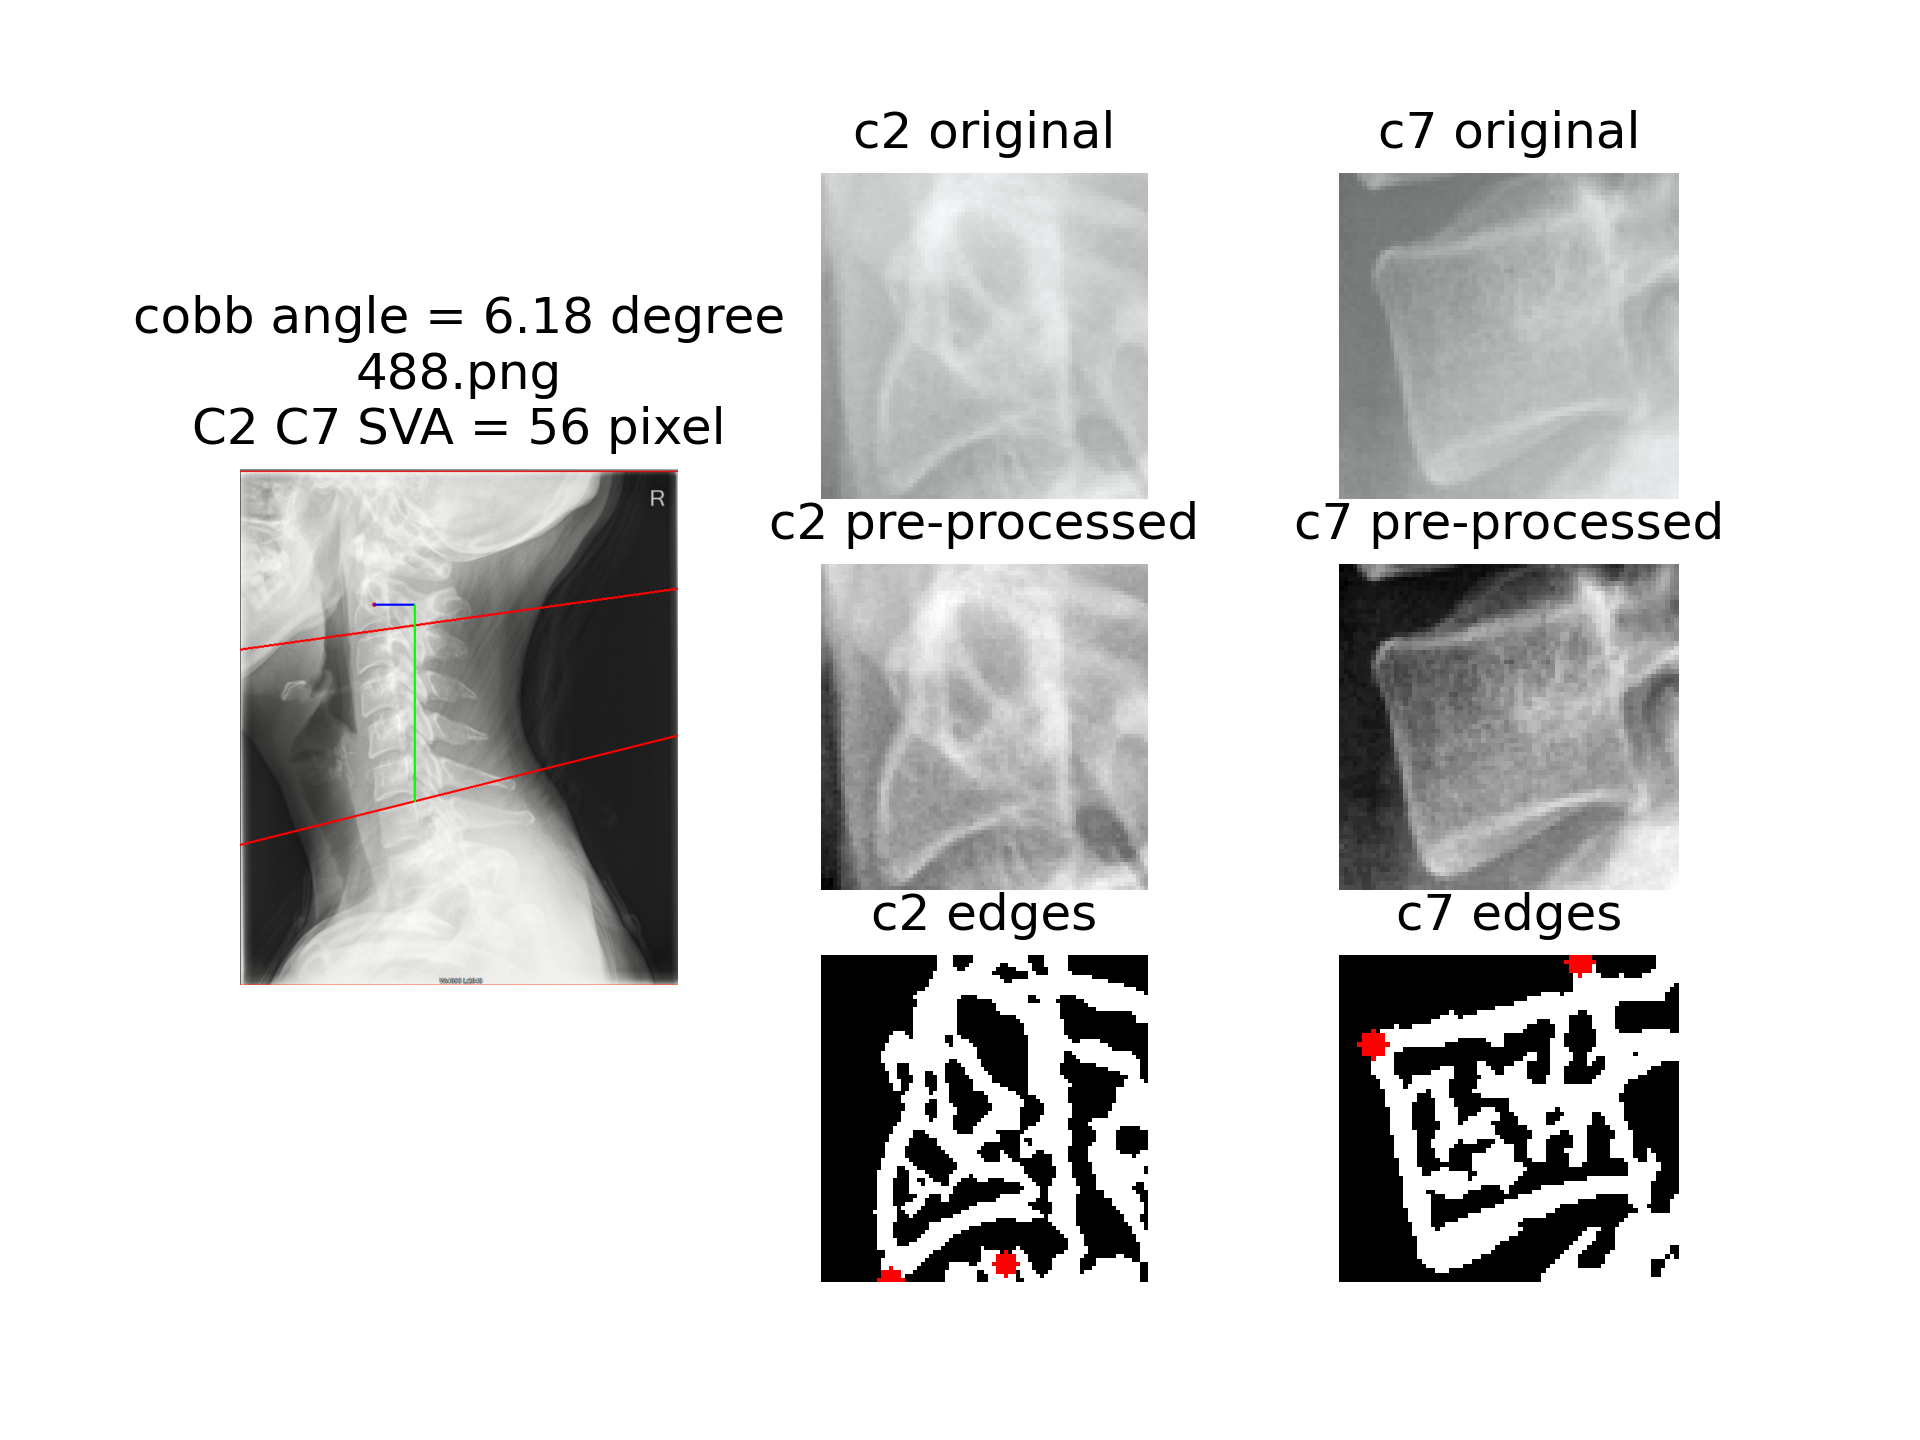 cobb angle = 6.18 degree
488.png
C2 C7 SVA = 56 pixel
R
c2 original
c7 original
c2 pre-processed
c7 pre-processed
c2 edges
c7 edges